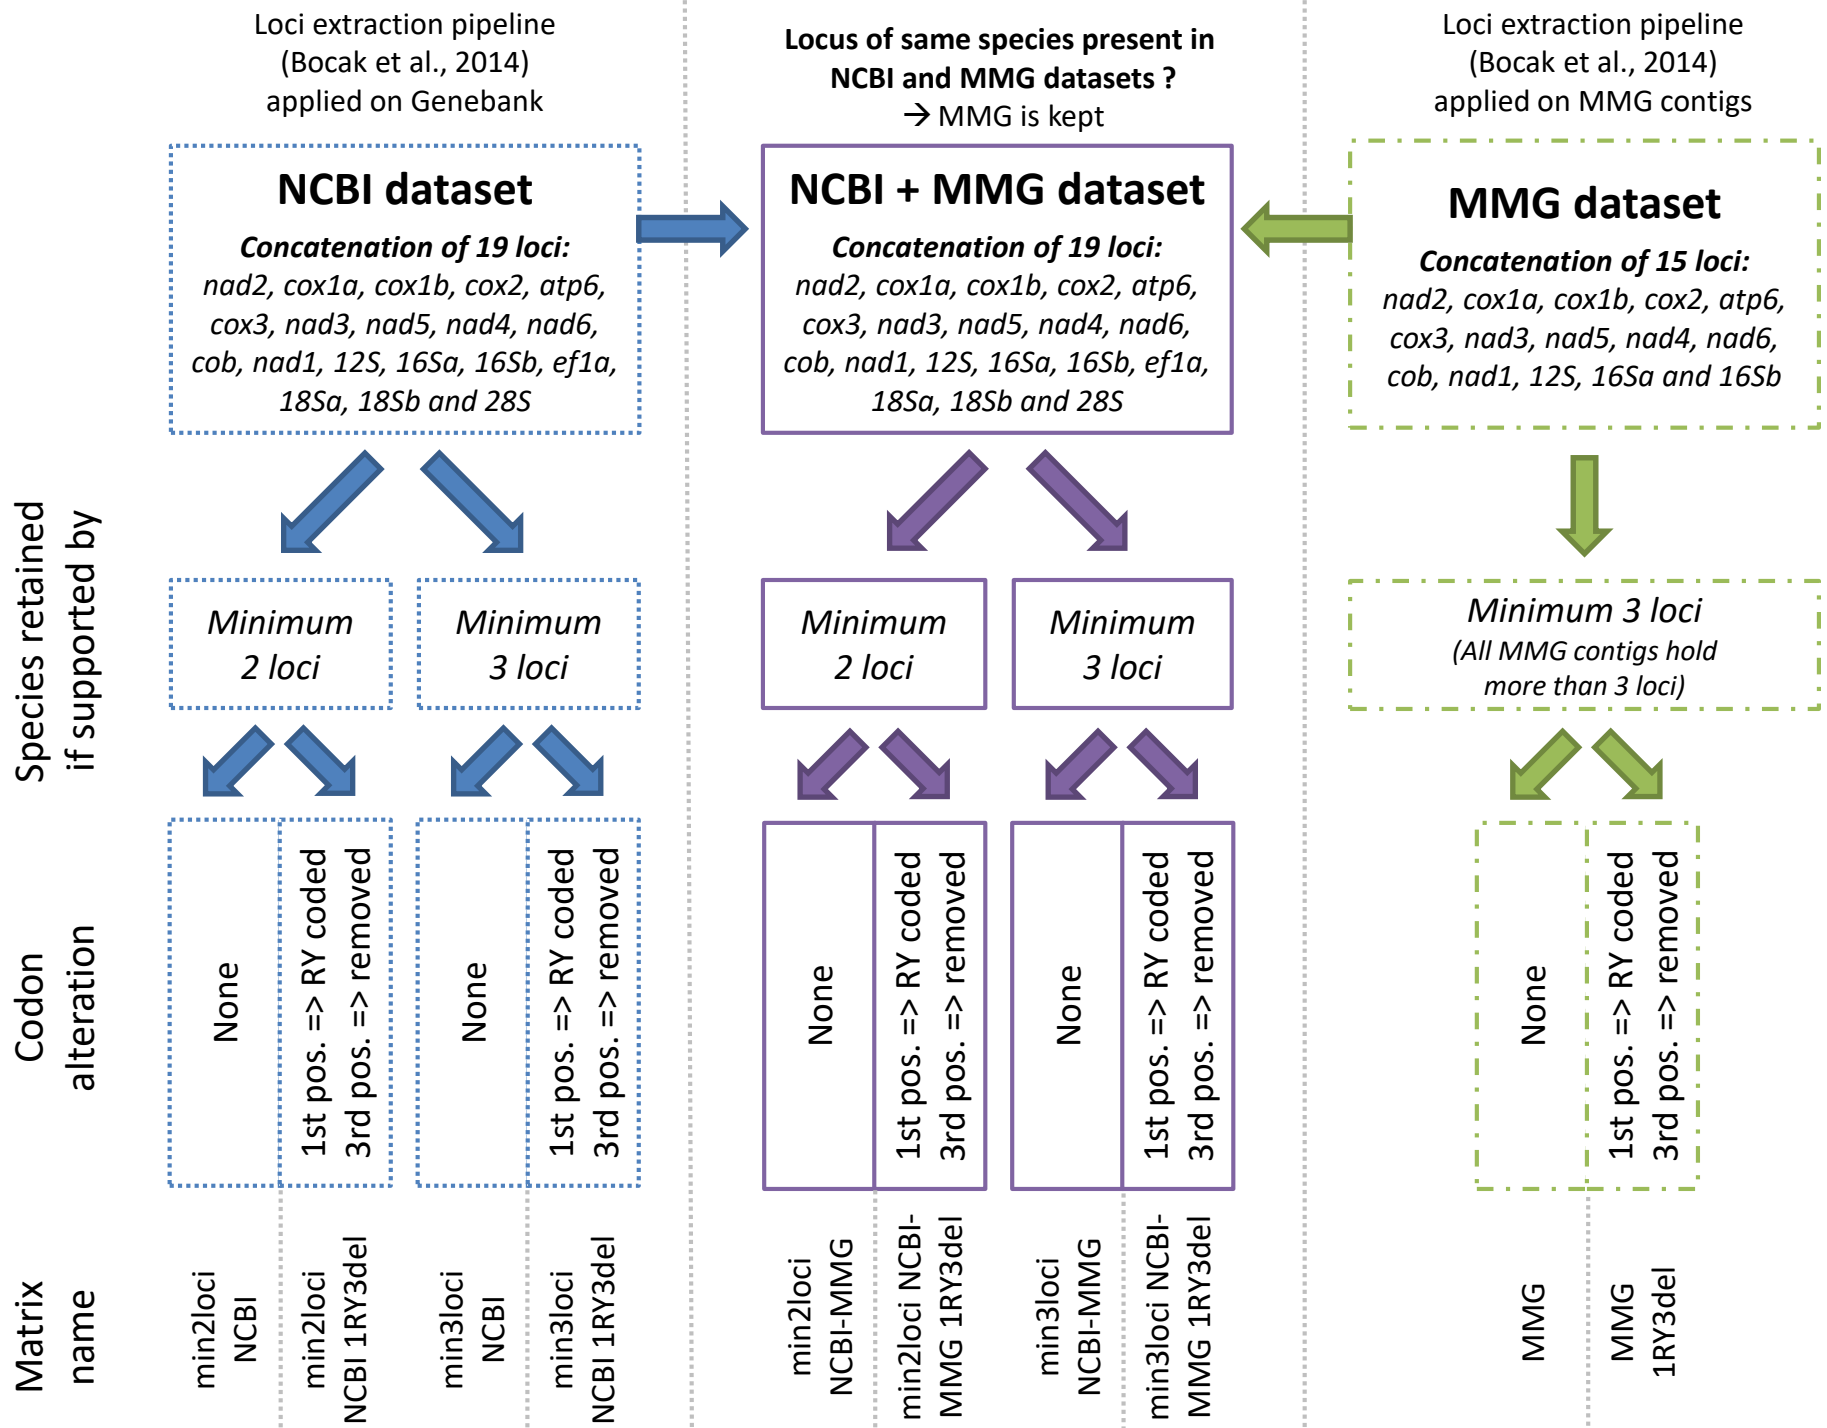 Loci extraction pipeline
(Bocak et al., 2014)
applied on Genebank
Locus of same species present in
NCBI and MMG datasets ?
→ MMG is kept
Loci extraction pipeline
(Bocak et al., 2014)
applied on MMG contigs
NCBI dataset
Concatenation of 19 loci:
nad2, cox1a, cox1b, cox2, atp6,
cox3, nad3, nad5, nad4, nad6,
cob, nad1, 12S, 16Sa, 16Sb, ef1a,
18Sa, 18Sb and 28S
NCBI + MMG dataset
Concatenation of 19 loci:
nad2, cox1a, cox1b, cox2, atp6,
cox3, nad3, nad5, nad4, nad6,
cob, nad1, 12S, 16Sa, 16Sb, ef1a,
18Sa, 18Sb and 28S
MMG dataset
Concatenation of 15 loci:
nad2, cox1a, cox1b, cox2, atp6,
cox3, nad3, nad5, nad4, nad6,
cob, nad1, 12S, 16Sa and 16Sb
Species retained
if supported by
Minimum
2 loci
Minimum
3 loci
Minimum
2 loci
Minimum
3 loci
Minimum 3 loci
(All MMG contigs hold
more than 3 loci)
Codon
alteration
None
1st pos. => RY coded
3rd pos. => removed
None
1st pos. => RY coded
3rd pos. => removed
None
1st pos. => RY coded
3rd pos. => removed
None
1st pos. => RY coded
3rd pos. => removed
None
1st pos. => RY coded
3rd pos. => removed
Matrix
name
min2loci
NCBI
min2loci
NCBI 1RY3del
min3loci
NCBI
min3loci
NCBI 1RY3del
min2loci
NCBI-MMG
min2loci NCBI-
MMG 1RY3del
min3loci
NCBI-MMG
min3loci NCBI-
MMG 1RY3del
MMG
MMG
1RY3del